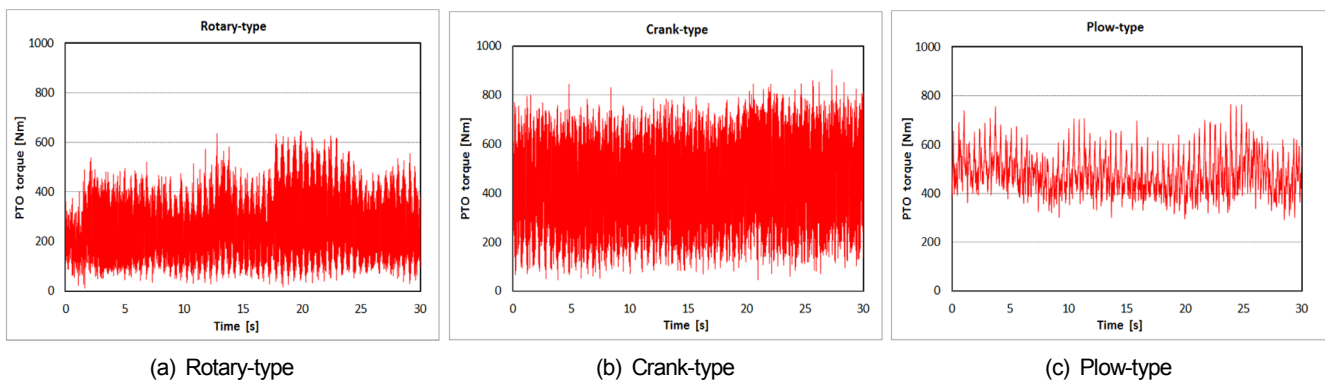 Rotary-type
1000
800
600
400
200
0
PTO torque [Nm]
0 5 10 15 20 25 30
Time [s]
(a) Rotary-type
Crank-type
1000
800
600
400
200
0
PTO torque [Nm]
0 5 10 15 20 25 30
Time [s]
(b) Crank-type
Plow-type
1000
800
600
400
200
0
PTO torque [Nm]
0 5 10 15 20 25 30
Time [s]
(c) Plow-type